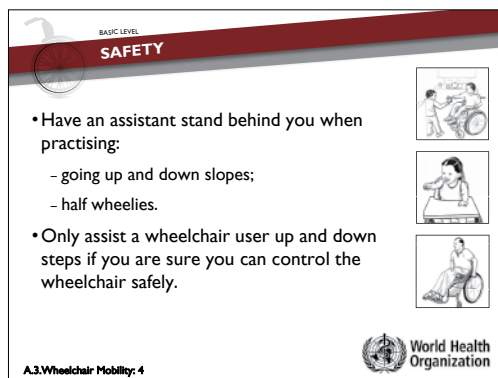 BASIC LEVEL
SAFETY
• Have an assistant stand behind you when
practising:
– going up and down slopes;
– half wheelies.
• Only assist a wheelchair user up and down
steps if you are sure you can control the
wheelchair safely.
A.3.Wheelchair Mobility: 4
World Health
Organization